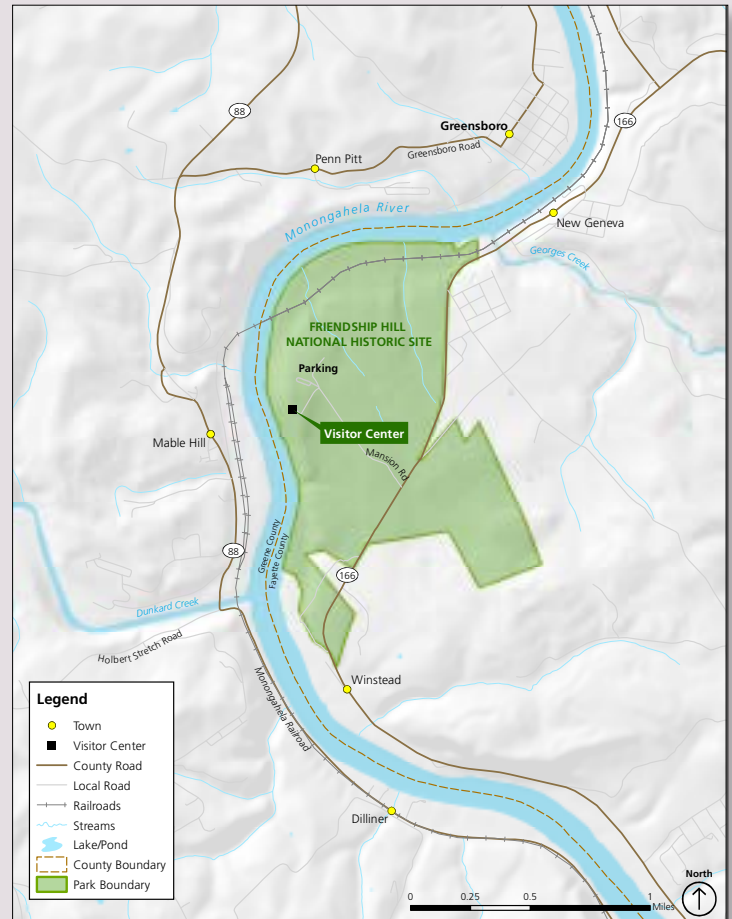 88
166
Greensboro
Greensboro Road
Penn Pitt
Monongahela River
New Geneva
Georges Creek
FRIENDSHIP HILL
NATIONAL HISTORIC SITE
Parking
Visitor Center
Mable Hill
Mansion Rd
Greene County
Fayette County
88
166
Dunkard Creek
Holbert Stretch Road
Monongahela Railroad
Winstead
Dilliner
Legend
Town
Visitor Center
County Road
Local Road
Railroads
Streams
Lake/Pond
County Boundary
Park Boundary
North
0 0.25 0.5 1
Miles